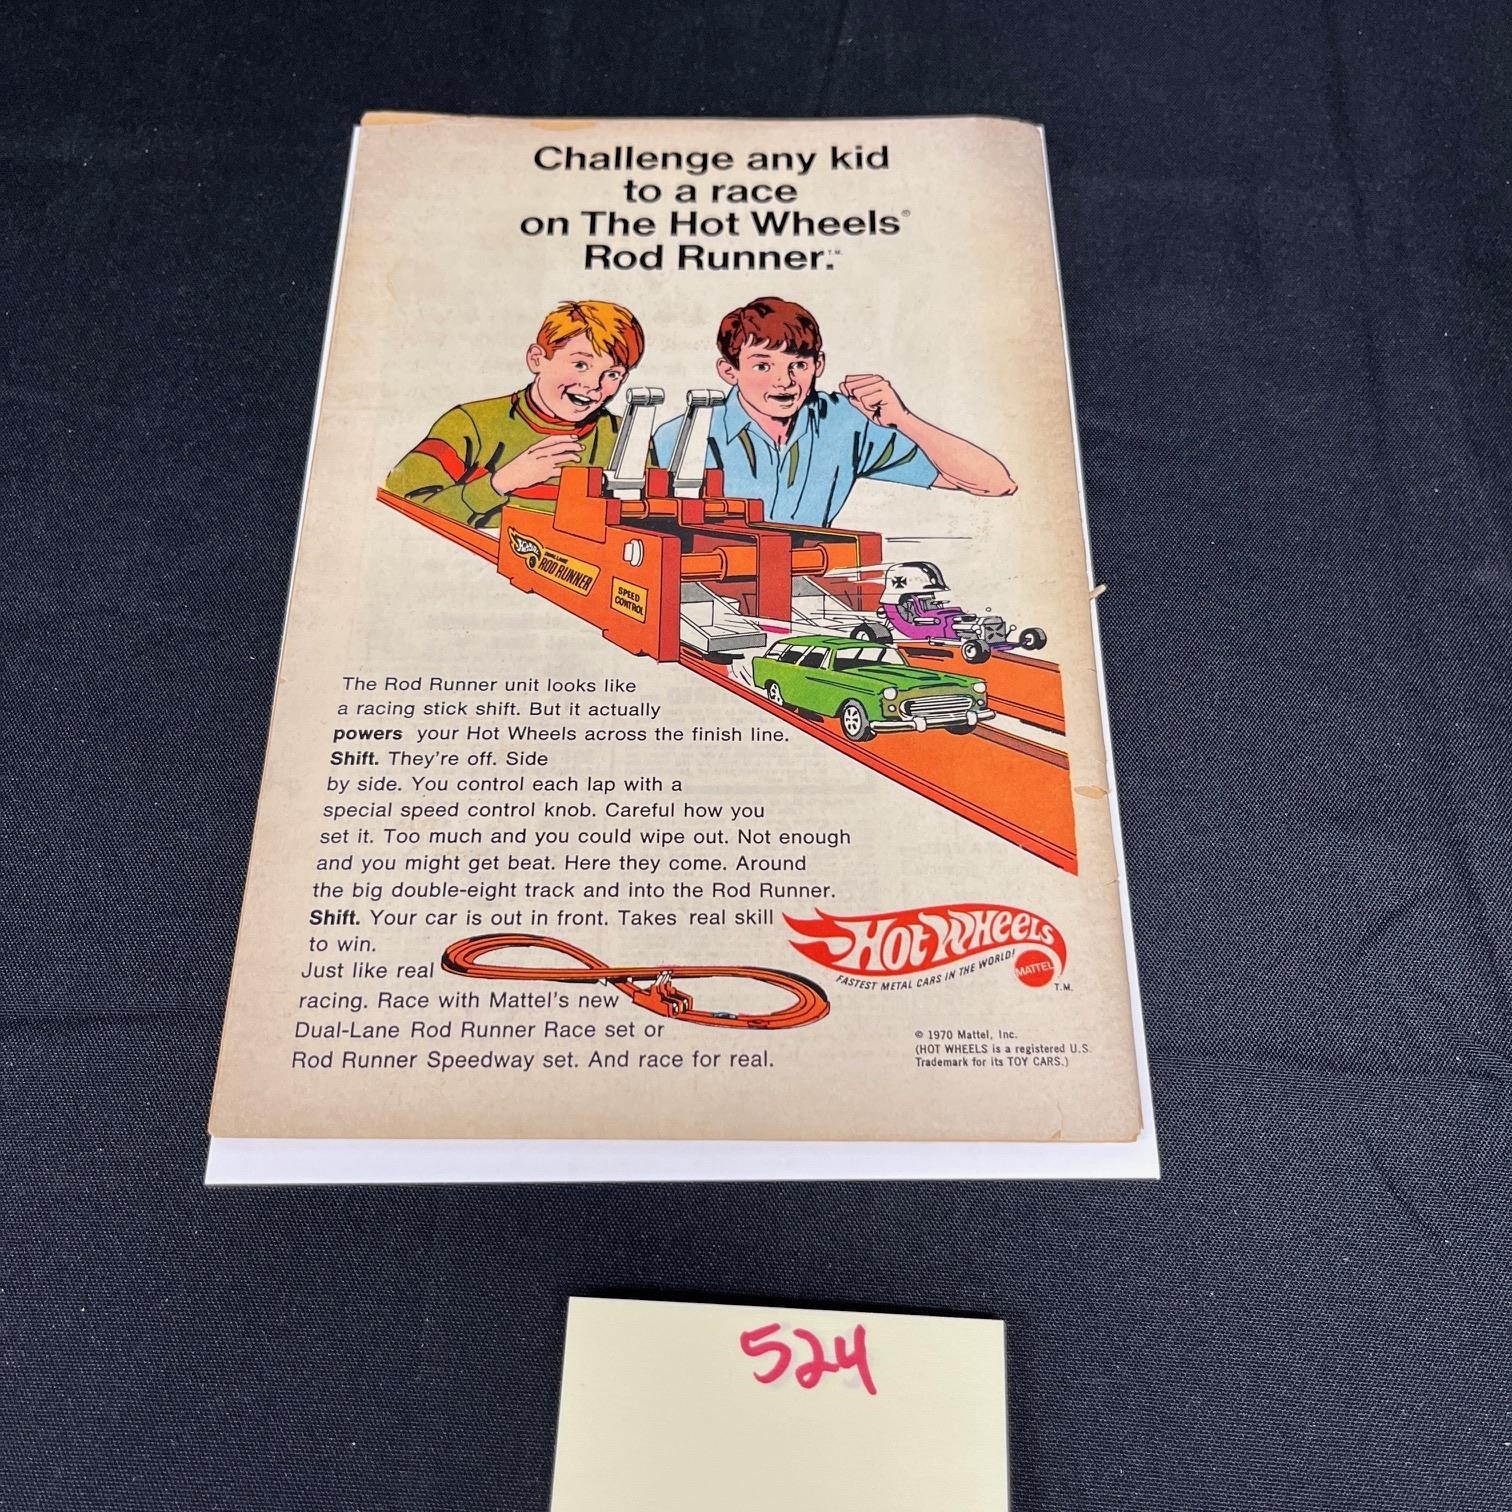 Challenge any kid
to a race
on The Hot Wheels®
Rod Runner.T.M.
Hot Wheels
DUAL LANE
ROD RUNNER
SPEED
CONTROL
The Rod Runner unit looks like
a racing stick shift. But it actually
powers your Hot Wheels across the finish line.
Shift. They're off. Side
by side. You control each lap with a
special speed control knob. Careful how you
set it. Too much and you could wipe out. Not enough
and you might get beat. Here they come. Around
the big double-eight track and into the Rod Runner.
Shift. Your car is out in front. Takes real skill
to win.
Just like real
racing. Race with Mattel's new
Dual-Lane Rod Runner Race set or
Rod Runner Speedway set. And race for real.
HOT WHEELS
FASTEST METAL CARS IN THE WORLD!
MATTEL
T.M.
© 1970 Mattel, Inc.
(HOT WHEELS is a registered U.S.
Trademark for its TOY CARS.)
524